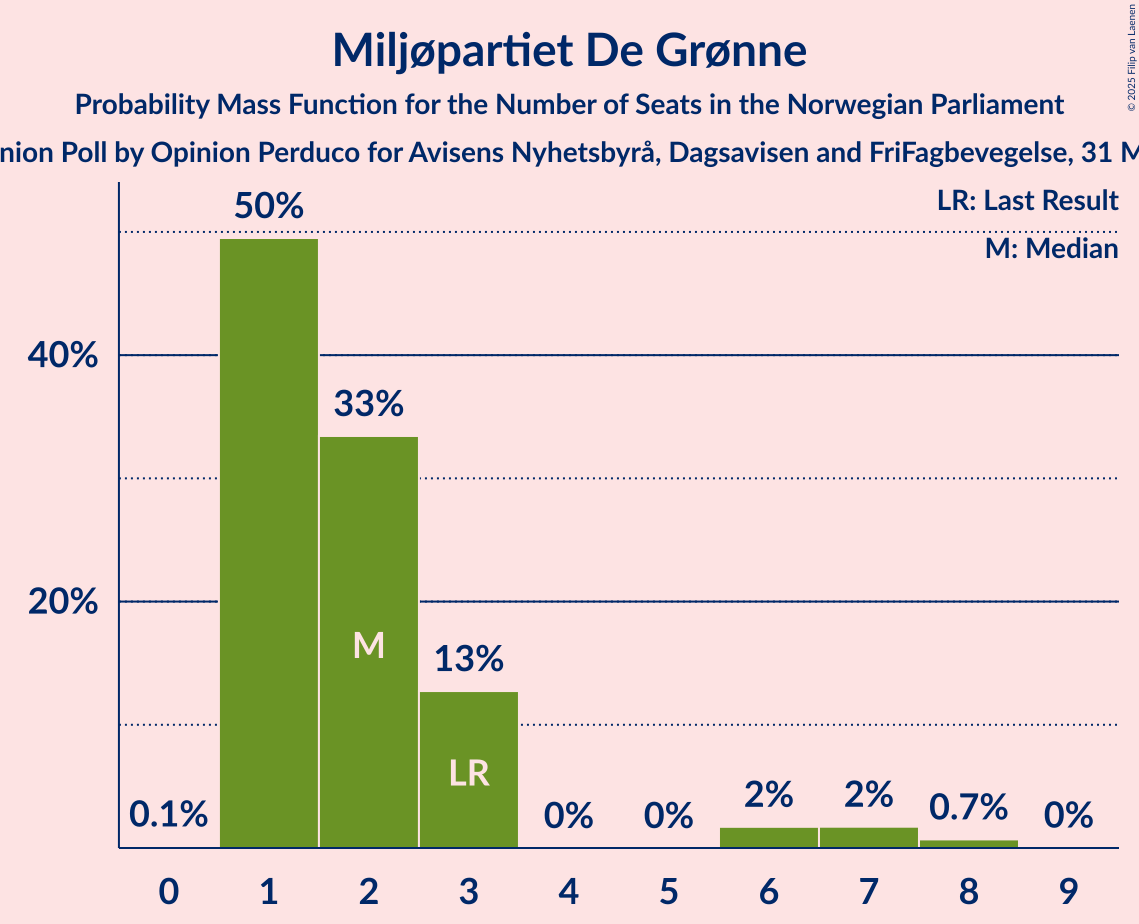 Miljøpartiet De Grønne
Probability Mass Function for the Number of Seats in the Norwegian Parliament
nion Poll by Opinion Perduco for Avisens Nyhetsbyrå, Dagsavisen and FriFagbevegelse, 31 M
© 2025 Filip van Laenen
LR: Last Result
M: Median
50%
40%
33%
20%
M
13%
LR
0.1%
0%
0%
2%
2%
0.7%
0%
0 1 2 3 4 5 6 7 8 9